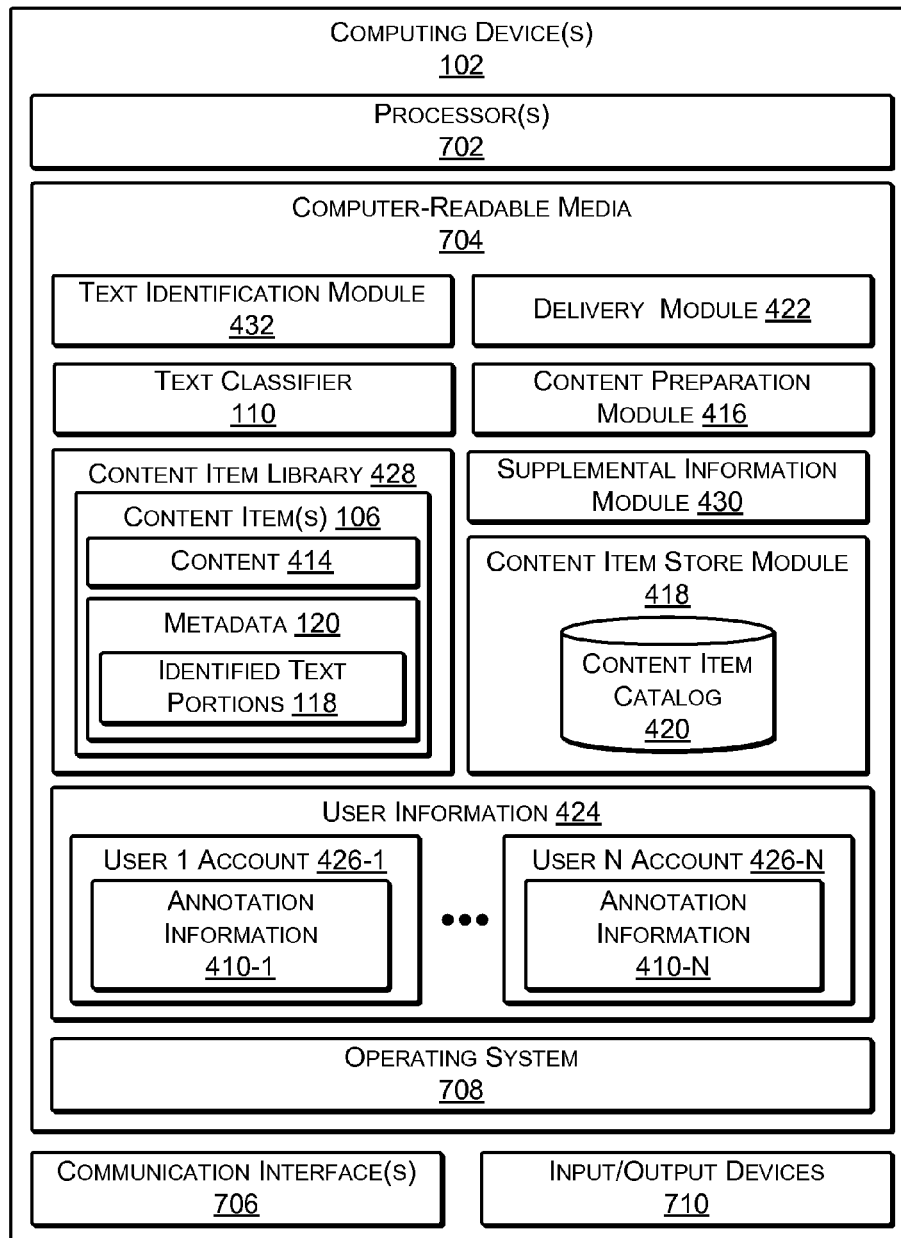 COMPUTING DEVICE(S)
102
PROCESSOR(S)
702
COMPUTER-READABLE MEDIA
704
TEXT IDENTIFICATION MODULE
432
DELIVERY MODULE 422
TEXT CLASSIFIER
110
CONTENT PREPARATION
MODULE 416
CONTENT ITEM LIBRARY 428
CONTENT ITEM(S) 106
CONTENT 414
METADATA 120
IDENTIFIED TEXT
PORTIONS 118
SUPPLEMENTAL INFORMATION
MODULE 430
CONTENT ITEM STORE MODULE
418
CONTENT ITEM
CATALOG
420
USER INFORMATION 424
USER 1 ACCOUNT 426-1
ANNOTATION
INFORMATION
410-1
USER N ACCOUNT 426-N
ANNOTATION
INFORMATION
410-N
OPERATING SYSTEM
708
COMMUNICATION INTERFACE(S)
706
INPUT/OUTPUT DEVICES
710